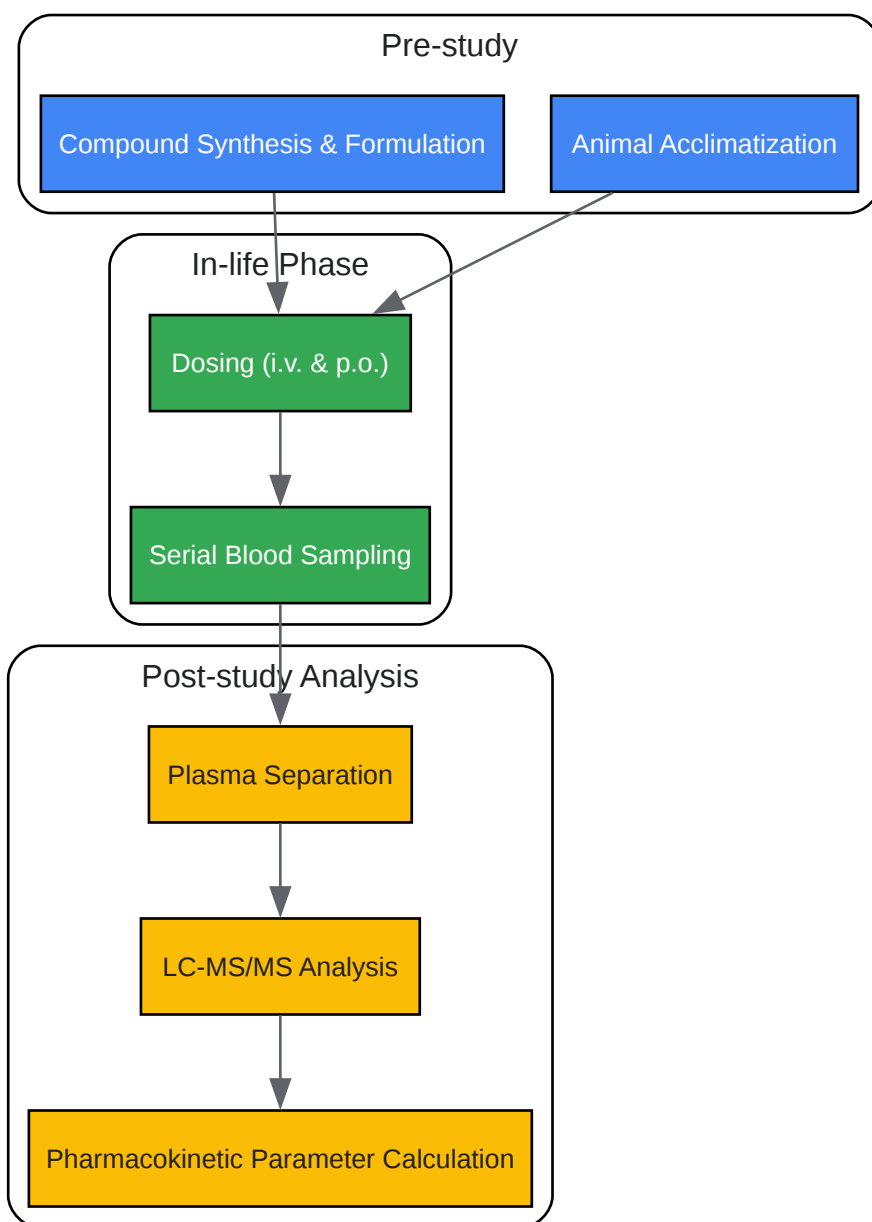 Pre-study
Compound Synthesis & Formulation
Animal Acclimatization
In-life Phase
Dosing (i.v. & p.o.)
Serial Blood Sampling
Post-study Analysis
Plasma Separation
LC-MS/MS Analysis
Pharmacokinetic Parameter Calculation